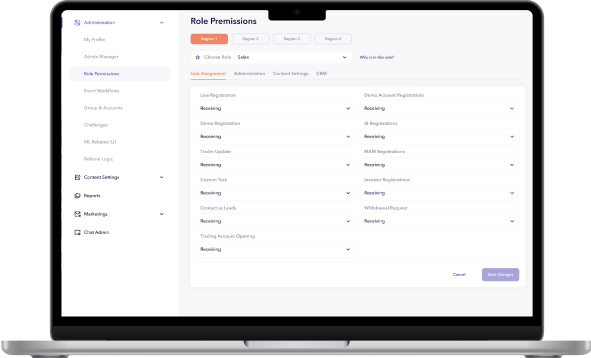 Administration
My Profile
Admin Manager
Role Permissions
Event Workflows
Group & Accounts
Challenges
ML Rebates (U)
Referral Logic
Content Settings
Reports
Marketings
Chat Admin
Role Premissions
Region 1 Region 2 Region 3 Region 4
Choose Role Sales Who is in this role?
Task Assignment Administration Content Settings CRM
Live Registration Demo Account Registrations
Receiving Receiving
Demo Registration IB Registrations
Receiving Receiving
Trader Update MAM Registrations
Receiving Receiving
Custom Task Investor Registrations
Receiving Receiving
Contact us Leads Withdrawal Request
Receiving Receiving
Trading Account Opening
Receiving
Cancel Save Changes